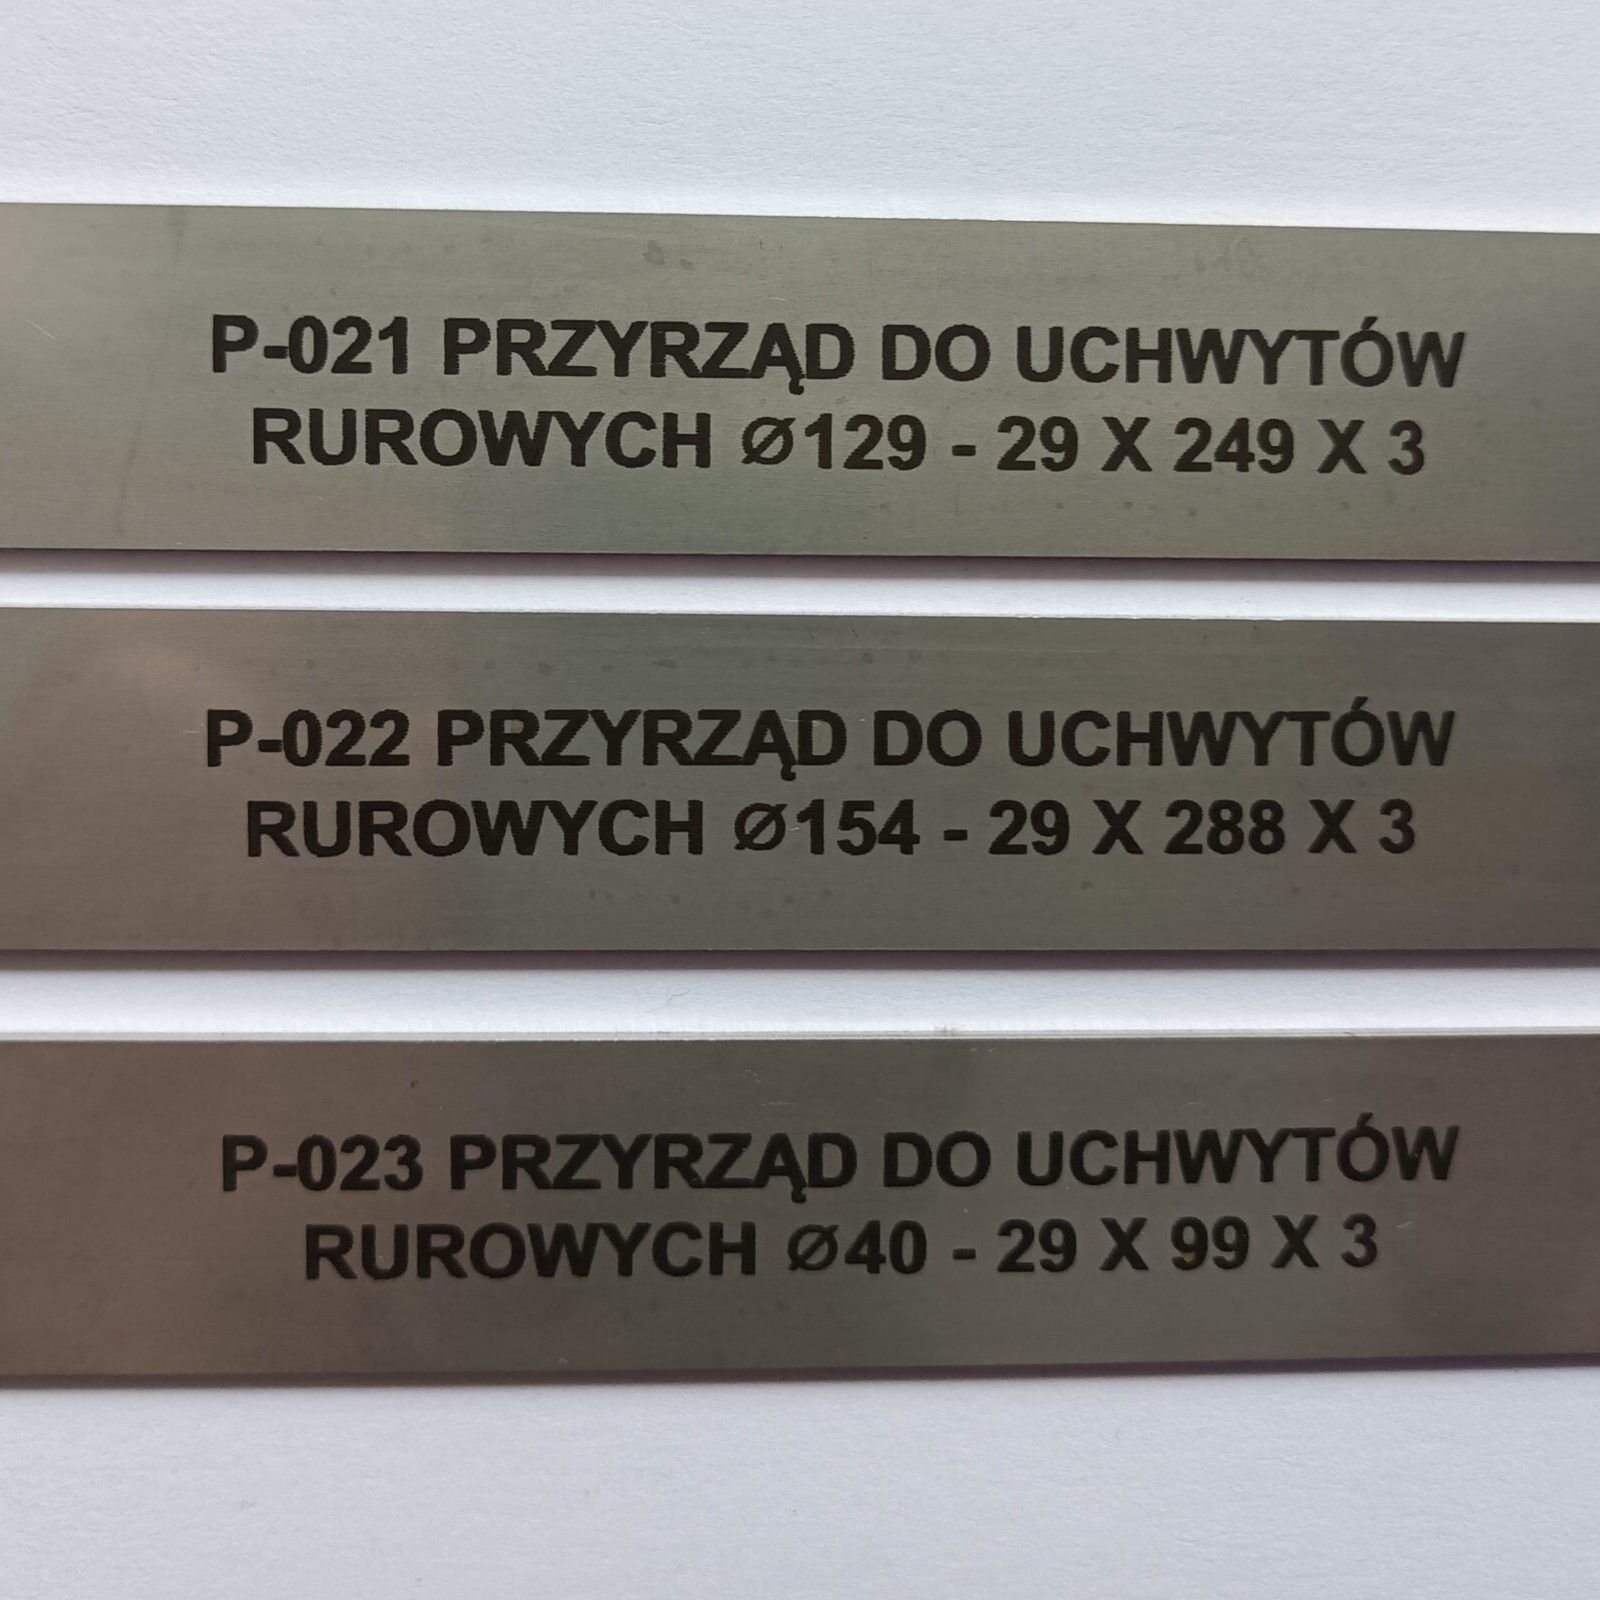 P-021 PRZYRZĄD DO UCHWYTÓW
RUROWYCH Ø129 - 29 X 249 X 3
P-022 PRZYRZĄD DO UCHWYTÓW
RUROWYCH Ø154 - 29 X 288 X 3
P-023 PRZYRZĄD DO UCHWYTÓW
RUROWYCH Ø40 - 29 X 99 X 3